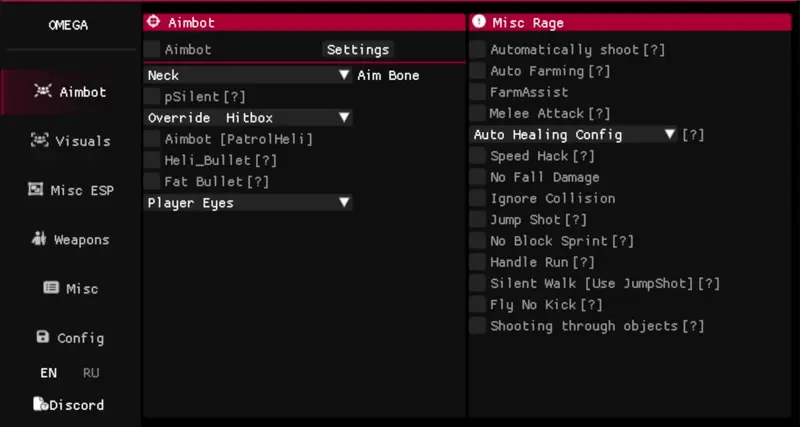 OMEGA
Aimbot
Visuals
Misc ESP
Weapons
Misc
Config
EN RU
Discord
Aimbot
Aimbot Settings
Neck Aim Bone
pSilent[?]
Override Hitbox
Aimbot [PatrolHeli]
Heli_Bullet[?]
Fat Bullet[?]
Player Eyes
Misc Rage
Automatically shoot[?]
Auto Farming[?]
FarmAssist
Melee Attack[?]
Auto Healing Config [?]
Speed Hack[?]
No Fall Damage
Ignore Collision
Jump Shot[?]
No Block Sprint[?]
Handle Run[?]
Silent Walk [Use JumpShot][?]
Fly No Kick[?]
Shooting through objects[?]